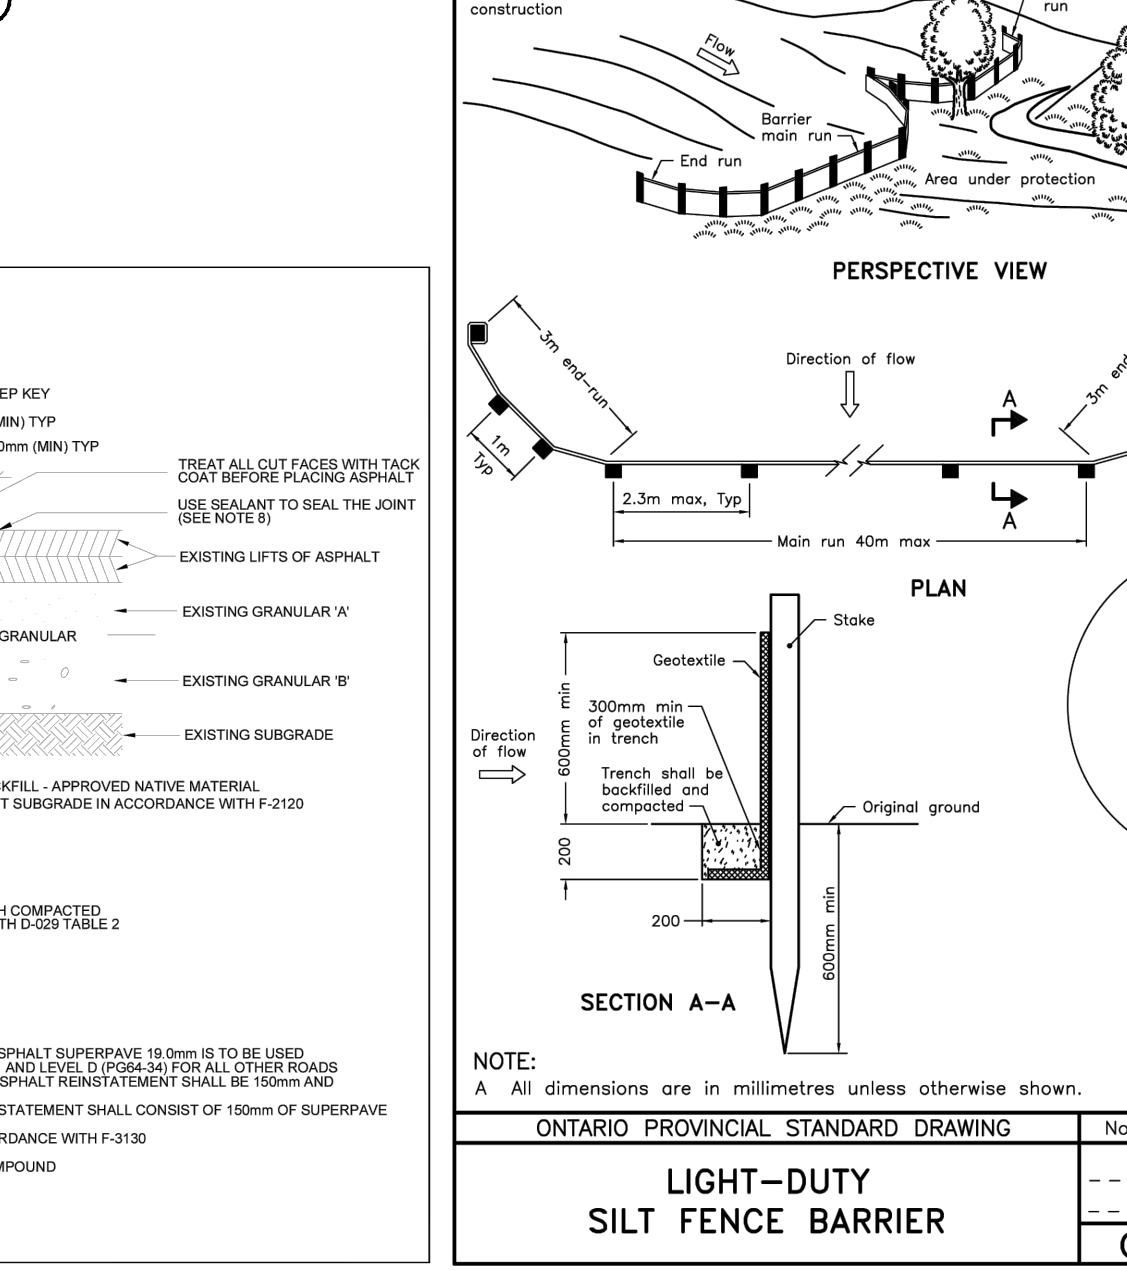 EP KEY
MIN) TYP
0mm (MIN) TYP
TREAT ALL CUT FACES WITH TACK
COAT BEFORE PLACING ASPHALT
USE SEALANT TO SEAL THE JOINT
(SEE NOTE 8)
EXISTING LIFTS OF ASPHALT
EXISTING GRANULAR 'A'
GRANULAR
EXISTING GRANULAR 'B'
EXISTING SUBGRADE
CKFILL - APPROVED NATIVE MATERIAL
T SUBGRADE IN ACCORDANCE WITH F-2120
H COMPACTED
TH D-029 TABLE 2
SPHALT SUPERPAVE 19.0mm IS TO BE USED
AND LEVEL D (PG64-34) FOR ALL OTHER ROADS
SPHALT REINSTATEMENT SHALL BE 150mm AND
STATEMENT SHALL CONSIST OF 150mm OF SUPERPAVE
RDANCE WITH F-3130
MPOUND
construction
run
Flow
Barrier
main run
End run
Area under protection
PERSPECTIVE VIEW
3m end-run
Direction of flow
3m end
A
1m
Typ
2.3m max, Typ
A
Main run 40m max
PLAN
Stake
Geotextile
600mm min
300mm min
of geotextile
in trench
Direction
of flow
Trench shall be
backfilled and
compacted
Original ground
200
200
600mm min
SECTION A-A
NOTE:
A All dimensions are in millimetres unless otherwise shown.
ONTARIO PROVINCIAL STANDARD DRAWING
No
LIGHT-DUTY
SILT FENCE BARRIER